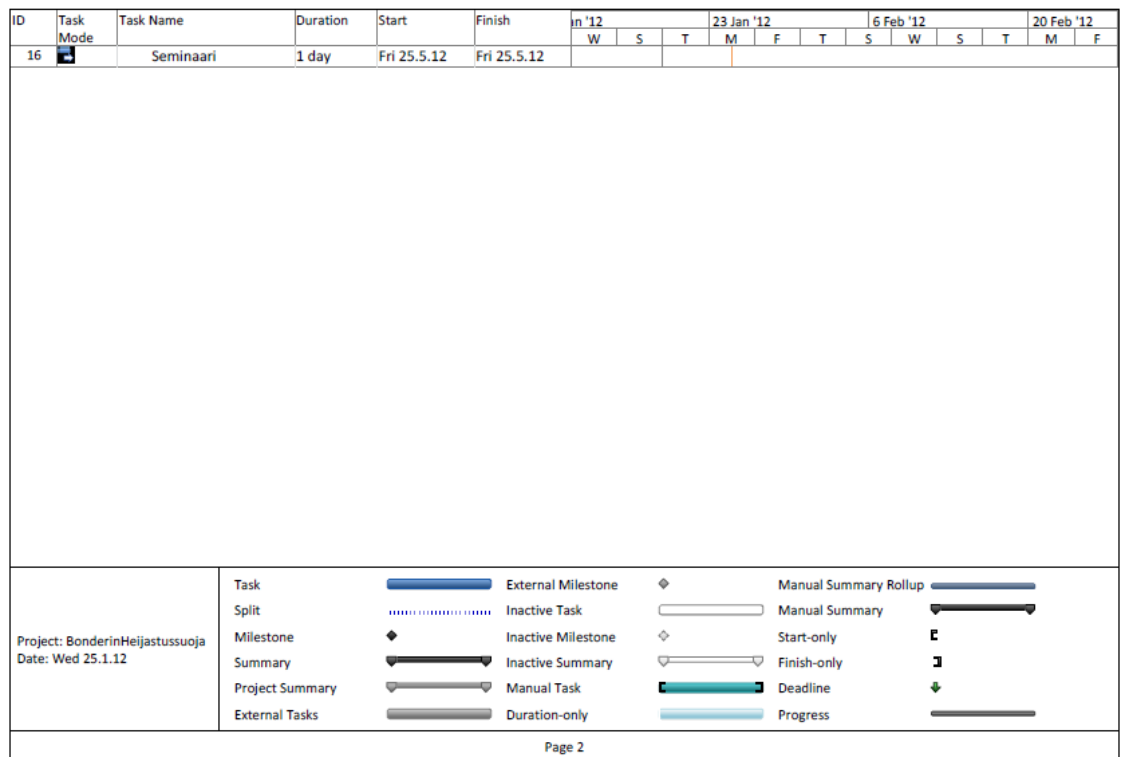 ID Task Mode Task Name Duration Start Finish in '12 23 Jan '12 6 Feb '12 20 Feb '12
W S T M F T S W S T M F
16 Seminaari 1 day Fri 25.5.12 Fri 25.5.12
Project: BonderinHeijastussuoja
Date: Wed 25.1.12
Task External Milestone Manual Summary Rollup
Split Inactive Task Manual Summary
Milestone Inactive Milestone Start-only
Summary Inactive Summary Finish-only
Project Summary Manual Task Deadline
External Tasks Duration-only Progress
Page 2